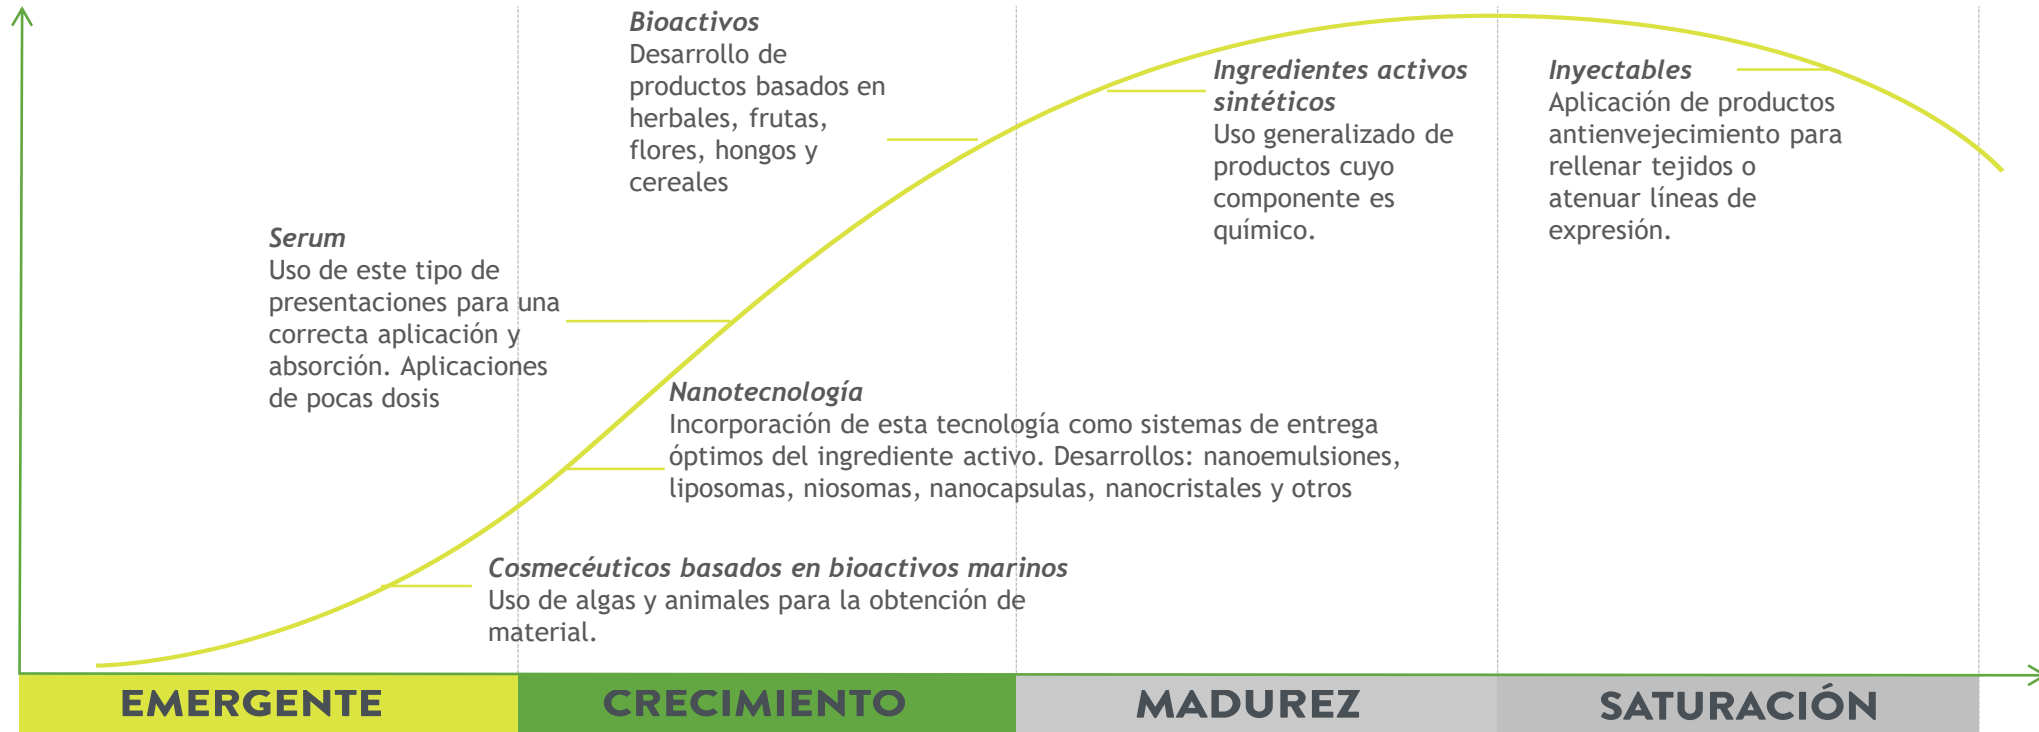 Bioactivos
Desarrollo de
productos basados en
herbales, frutas,
flores, hongos y
cereales
Ingredientes activos
sintéticos
Uso generalizado de
productos cuyo
componente es
químico.
Inyectables
Aplicación de productos
antienvejecimiento para
rellenar tejidos o
atenuar líneas de
expresión.
Serum
Uso de este tipo de
presentaciones para una
correcta aplicación y
absorción. Aplicaciones
de pocas dosis
Nanotecnología
Incorporación de esta tecnología como sistemas de entrega
óptimos del ingrediente activo. Desarrollos: nanoemulsiones,
liposomas, niosomas, nanocapsulas, nanocristales y otros
Cosmecéuticos basados en bioactivos marinos
Uso de algas y animales para la obtención de
material.
EMERGENTE
CRECIMIENTO
MADUREZ
SATURACIÓN